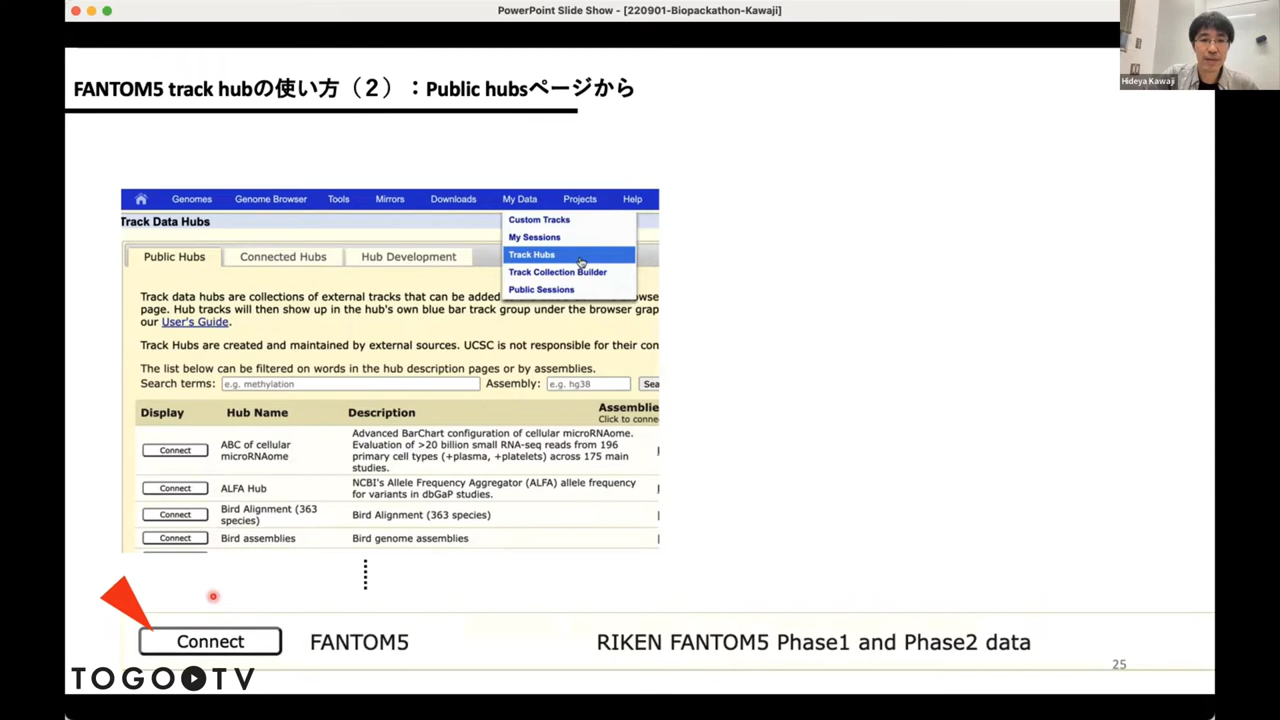 PowerPoint Slide Show - [220901-Biopackathon-Kawaji]
Hideya Kawaji
FANTOM5 track hubの使い方（２）：Public hubsページから
Genomes Genome Browser Tools Mirrors Downloads My Data Projects Help
Track Data Hubs
Custom Tracks
My Sessions
Track Hubs
Track Collection Builder
Public Sessions
Public Hubs Connected Hubs Hub Development
Track data hubs are collections of external tracks that can be added
page. Hub tracks will then show up in the hub's own blue bar track group under the browser grap
our User's Guide.
Track Hubs are created and maintained by external sources. UCSC is not responsible for their con
The list below can be filtered on words in the hub description pages or by assemblies.
Search terms: e.g. methylation Assembly: e.g. hg38 Sea
Display Hub Name Description Assemblie
Click to conne
Connect ABC of cellular microRNAome
Advanced BarChart configuration of cellular microRNAome.
Evaluation of >20 billion small RNA-seq reads from 196
primary cell types (+plasma, +platelets) across 175 main
studies.
Connect ALFA Hub
NCBI's Allele Frequency Aggregator (ALFA) allele frequency
for variants in dbGaP studies.
Connect Bird Alignment (363 species) Bird Alignment (363 species)
Connect Bird assemblies Bird genome assemblies
Connect FANTOM5 RIKEN FANTOM5 Phase1 and Phase2 data
25
TOGO TV